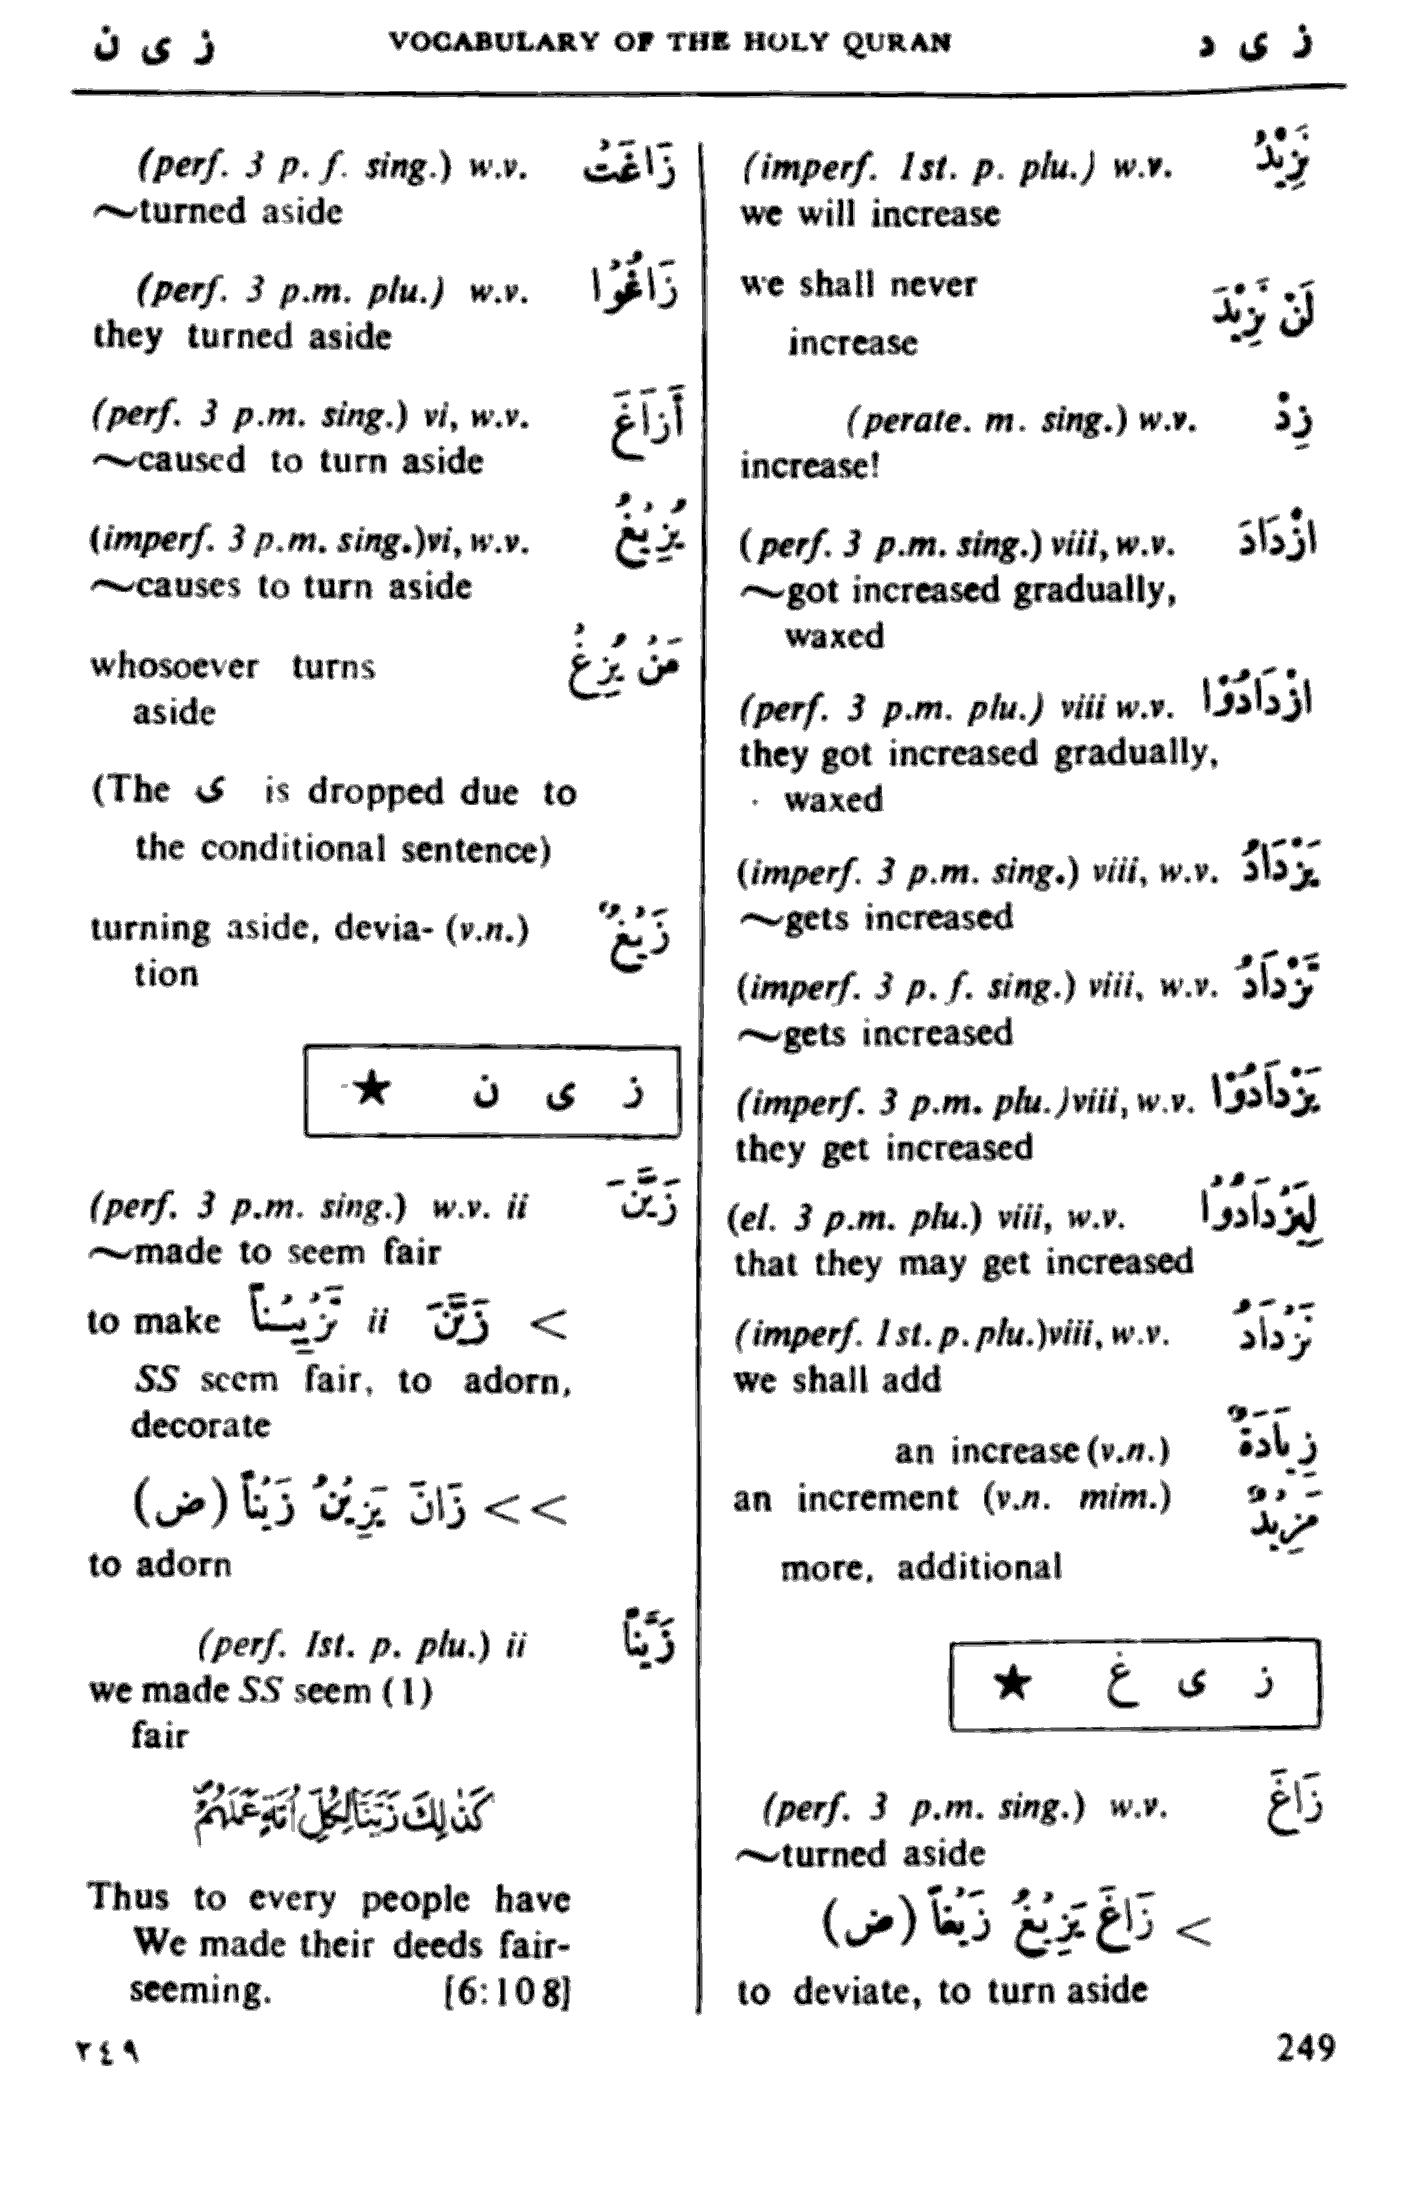 ز ی ن VOCABULARY OF THE HOLY QURAN ز ی د
(imperf. 1st. p. plu.) w.v. نَزِيْدُ
we will increase
we shall never لَنْ نَّزِيْدَ
increase
(perate. m. sing.) w.v. زِدْ
increase!
(perf. 3 p.m. sing.) viii, w.v. ازْدَادَ
~got increased gradually,
waxed
(perf. 3 p.m. plu.) viii w.v. ازْدَادُوْا
they got increased gradually,
waxed
(imperf. 3 p.m. sing.) viii, w.v. يَزْدَادُ
~gets increased
(imperf. 3 p. f. sing.) viii, w.v. تَزْدَادُ
~gets increased
(imperf. 3 p.m. plu.)viii, w.v. يَزْدَادُوْا
they get increased
(el. 3 p.m. plu.) viii, w.v. لِيَزْدَادُوْا
that they may get increased
(imperf. 1st. p. plu.)viii, w.v. نَزْدَادُ
we shall add
an increase (v.n.) زِيَادَةٌ
an increment (v.n. mim.) مَزِيْدٌ
more, additional
★ ز ی غ
(perf. 3 p.m. sing.) w.v. زَاغَ
~turned aside
< زَاغَ يَزِيْغُ زَيْغاً (ض)
to deviate, to turn aside
(perf. 3 p. f. sing.) w.v. زَاغَتْ
~turned aside
(perf. 3 p.m. plu.) w.v. زَاغُوْا
they turned aside
(perf. 3 p.m. sing.) vi, w.v. أَزَاغَ
~caused to turn aside
(imperf. 3 p.m. sing.)vi, w.v. يُزِيْغُ
~causes to turn aside
whosoever turns مَنْ يُزِغْ
aside
(The ی is dropped due to
the conditional sentence)
turning aside, devia- (v.n.) زَيْغٌ
tion
★ ز ی ن
(perf. 3 p.m. sing.) w.v. ii زَيَّنَ
~made to seem fair
to make تَزْيِيْناً ii زَيَّنَ <
SS seem fair, to adorn,
decorate
<< زَانَ يَزِيْنُ زَيْناً (ض)
to adorn
(perf. 1st. p. plu.) ii زَيَّنَّا
we made SS seem (1)
fair
كَذٰلِكَ زَيَّنَّا لِكُلِّ اُمَّةٍ عَمَلَهُمْ
Thus to every people have
We made their deeds fair-
seeming. [6:108]
٢٤٩ 249